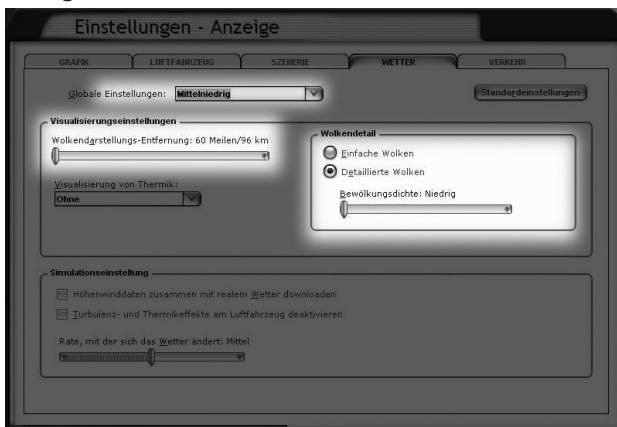 Einstellungen - Anzeige
GRAFIK LUFTFAHRZEUG SZENERIE WETTER VERKEHR
Globale Einstellungen: Mittelniedrig Standardeinstellungen
Visualisierungseinstellungen
Wolkendarstellungs-Entfernung: 60 Meilen/96 km
Visualisierung von Thermik:
Ohne
Wolkendetail
Einfache Wolken
Detaillierte Wolken
Bewölkungsdichte: Niedrig
Simulationseinstellung
Höhenwinddaten zusammen mit realem Wetter downloaden
Turbulenz- und Thermikeffekte am Luftfahrzeug deaktivieren
Rate, mit der sich das Wetter ändert: Mittel